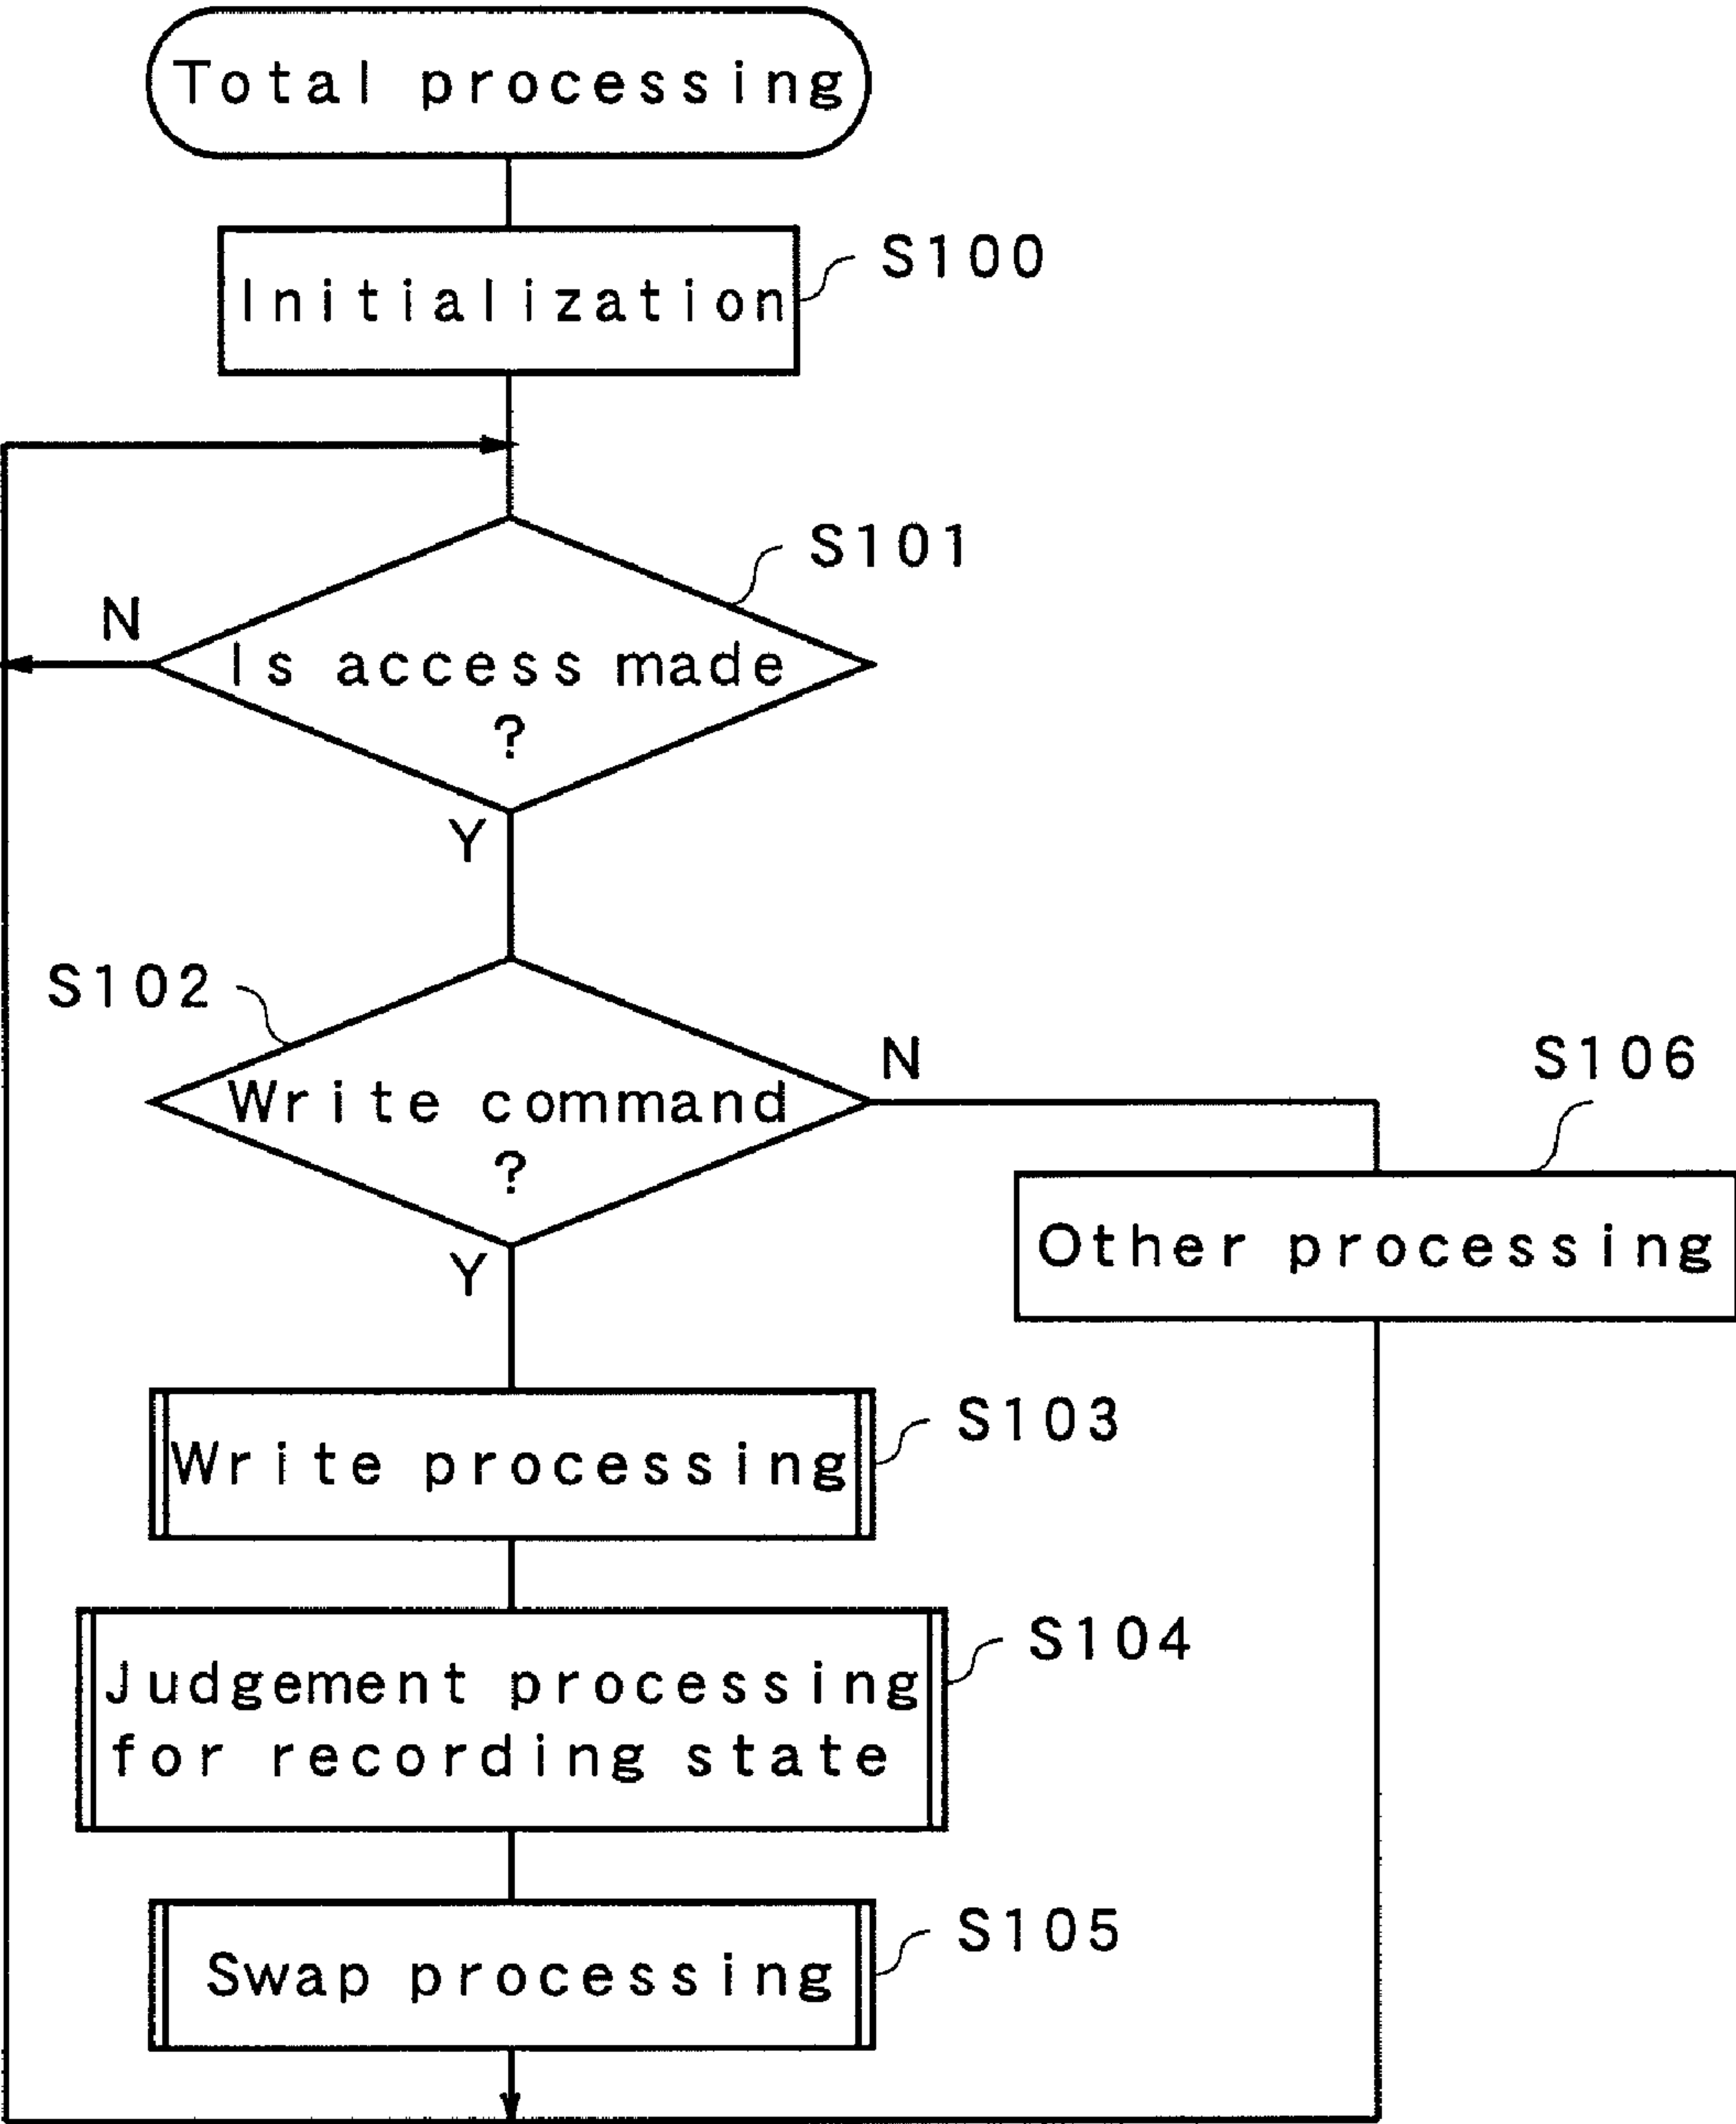 Total processing
Initialization
S100
S101
N
Is access made
?
Y
S102
Write command
?
N
S106
Other processing
Y
Write processing
S103
Judgement processing
for recording state
S104
Swap processing
S105